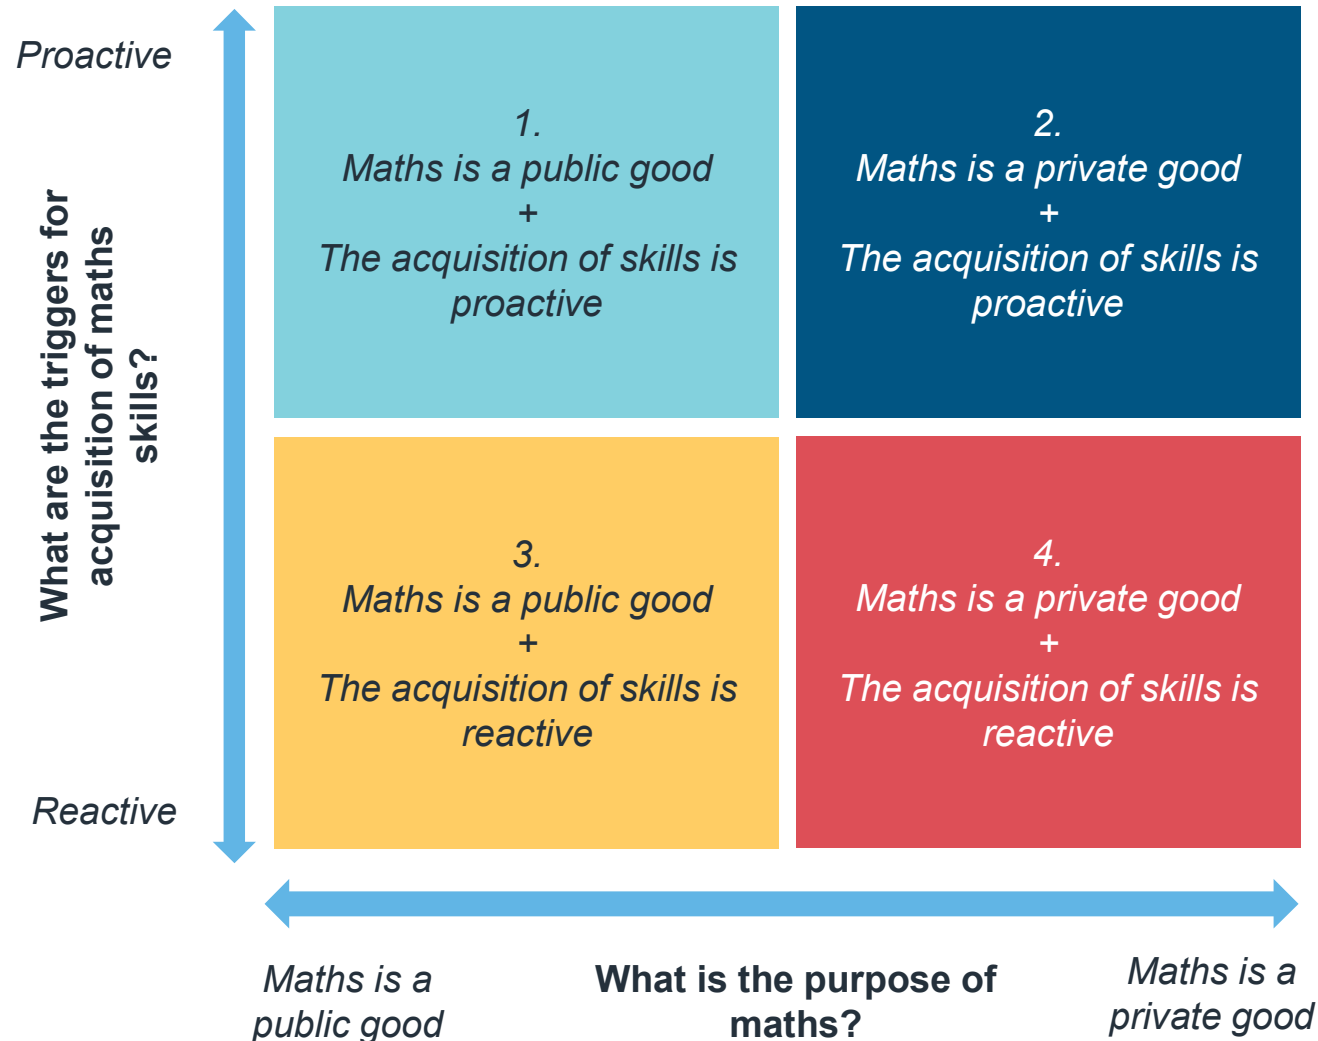 Proactive
What are the triggers for
acquisition of maths
skills?
Reactive
1.
Maths is a public good
+
The acquisition of skills is
proactive
2.
Maths is a private good
+
The acquisition of skills is
proactive
3.
Maths is a public good
+
The acquisition of skills is
reactive
4.
Maths is a private good
+
The acquisition of skills is
reactive
Maths is a
public good
What is the purpose of
maths?
Maths is a
private good